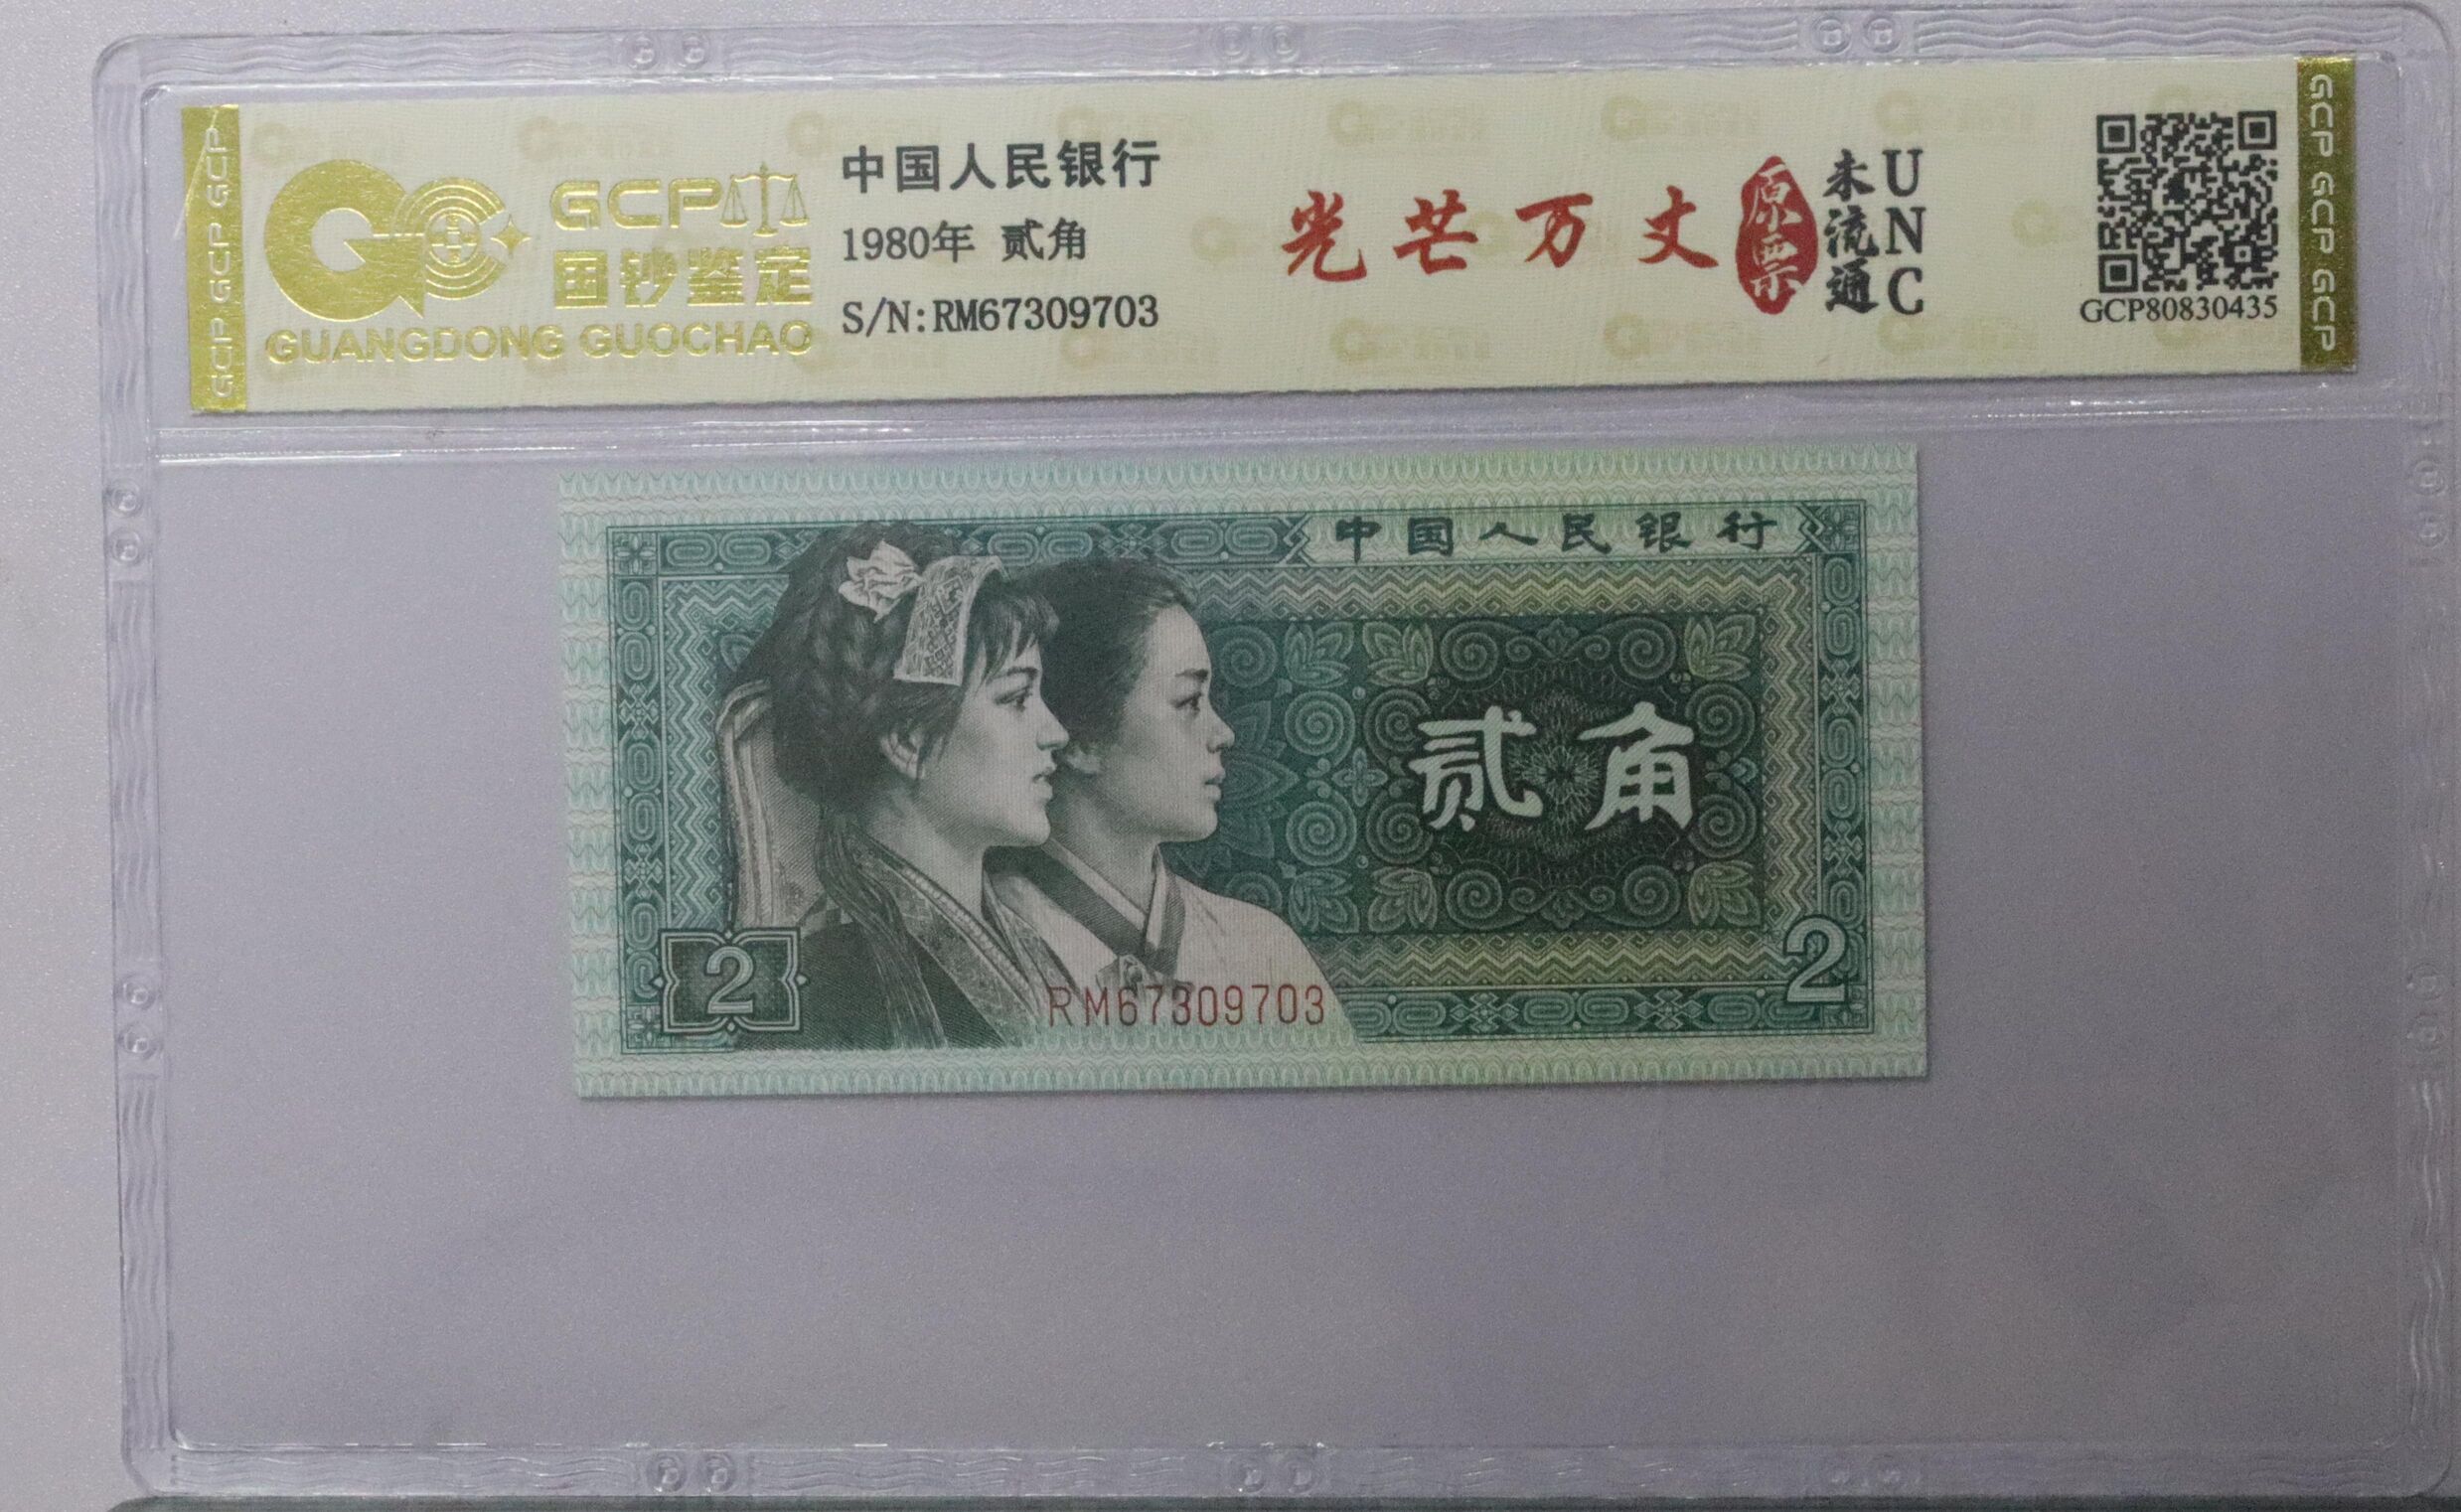 GCP GCP GCP
GCP
国钞鉴定
GUANGDONG GUOCHAO
中国人民银行
1980年 贰角
S/N:RM67309703
光芒万丈
原票
未流通
UNC
GCP80830435
GCP GCP GCP
中国人民银行
贰角
2
RM67309703
2